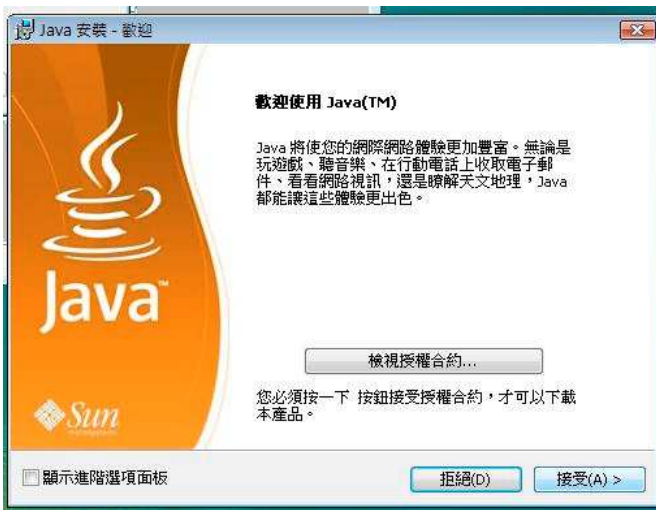 Java 安裝 - 歡迎
歡迎使用 Java(TM)
Java 將使您的網際網路體驗更加豐富。無論是
玩遊戲、聽音樂、在行動電話上收取電子郵
件、看看網路視訊，還是瞭解天文地理，Java
都能讓這些體驗更出色。
Java™
檢視授權合約...
您必須按一下 按鈕接受授權合約，才可以下載
本產品。
Sun
顯示進階選項面板
拒絕(D)
接受(A) >